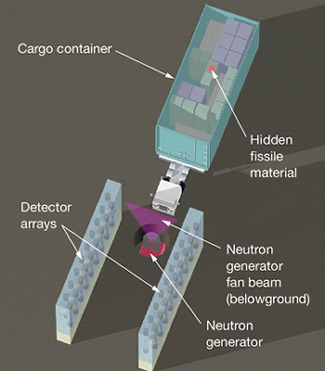 Cargo container
Hidden
fissile
material
Detector
arrays
Neutron
generator
fan beam
(belowground)
Neutron
generator